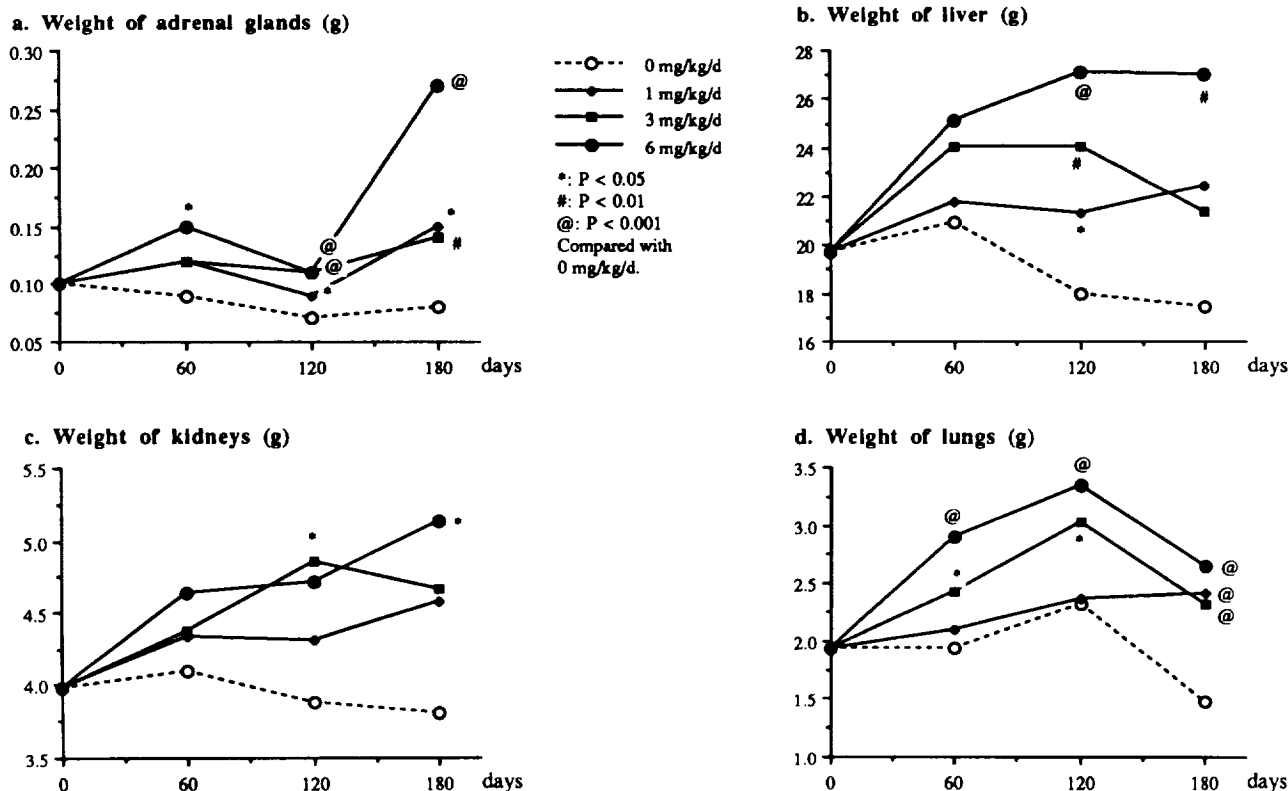 a. Weight of adrenal glands (g)
0.30
0.25
0.20
0.15
0.10
0.05
0 60 120 180 days
*
@
@
*
@
*
#
0 mg/kg/d
1 mg/kg/d
3 mg/kg/d
6 mg/kg/d
*: P < 0.05
#: P < 0.01
@: P < 0.001
Compared with
0 mg/kg/d.
b. Weight of liver (g)
28
26
24
22
20
18
16
0 60 120 180 days
@
#
#
*
c. Weight of kidneys (g)
5.5
5.0
4.5
4.0
3.5
0 60 120 180 days
*
*
d. Weight of lungs (g)
3.5
3.0
2.5
2.0
1.5
1.0
0 60 120 180 days
@
@
*
*
@
@
@